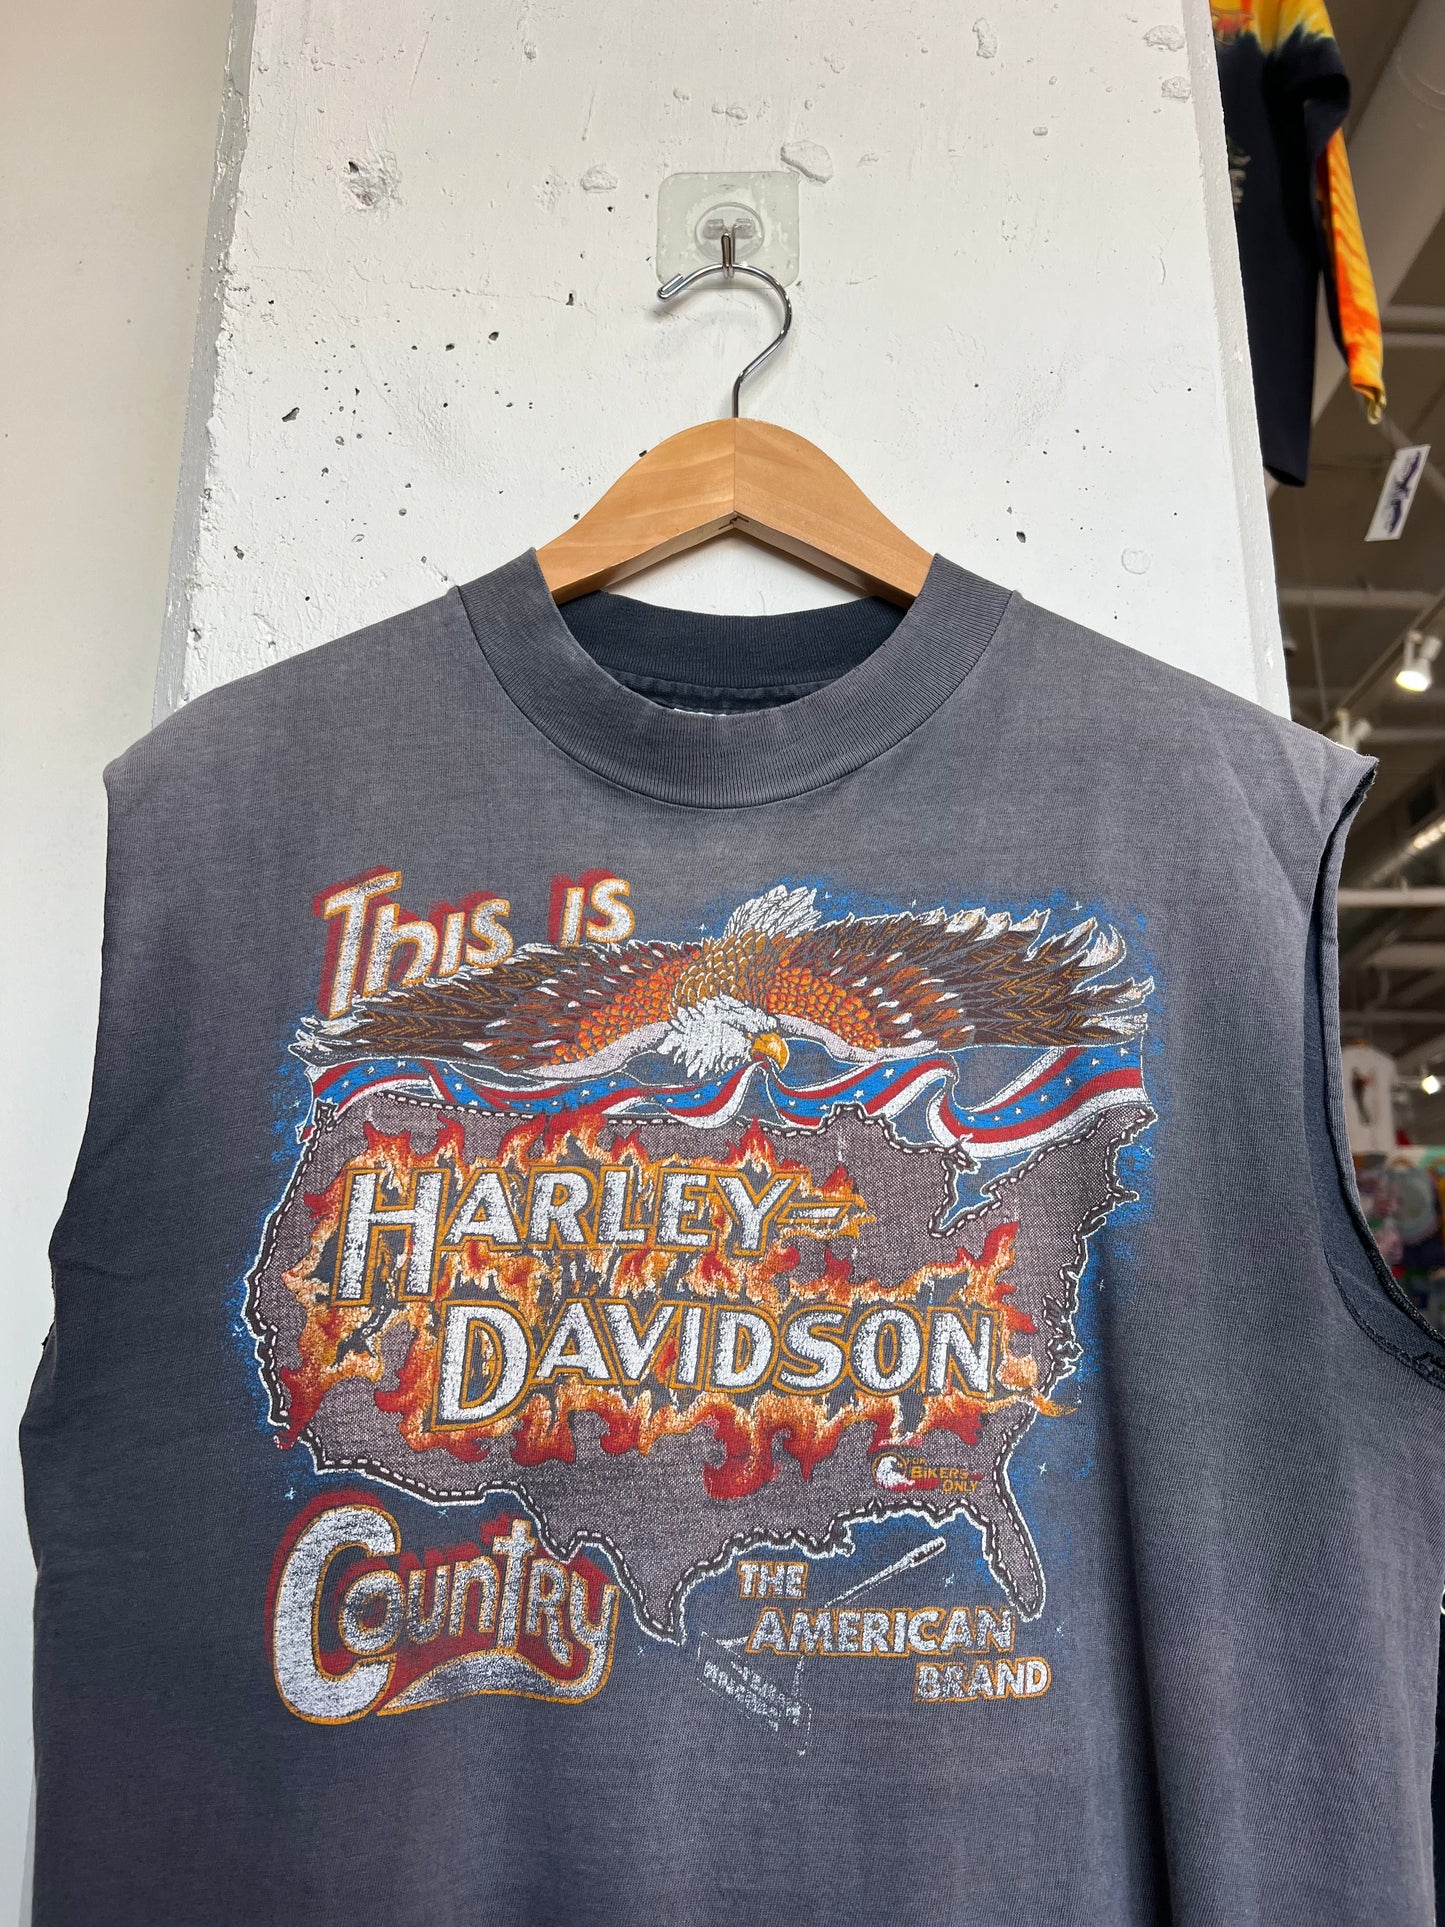 This is
Harley-
Davidson
For
Bikers
Only
Country
The
American
Brand